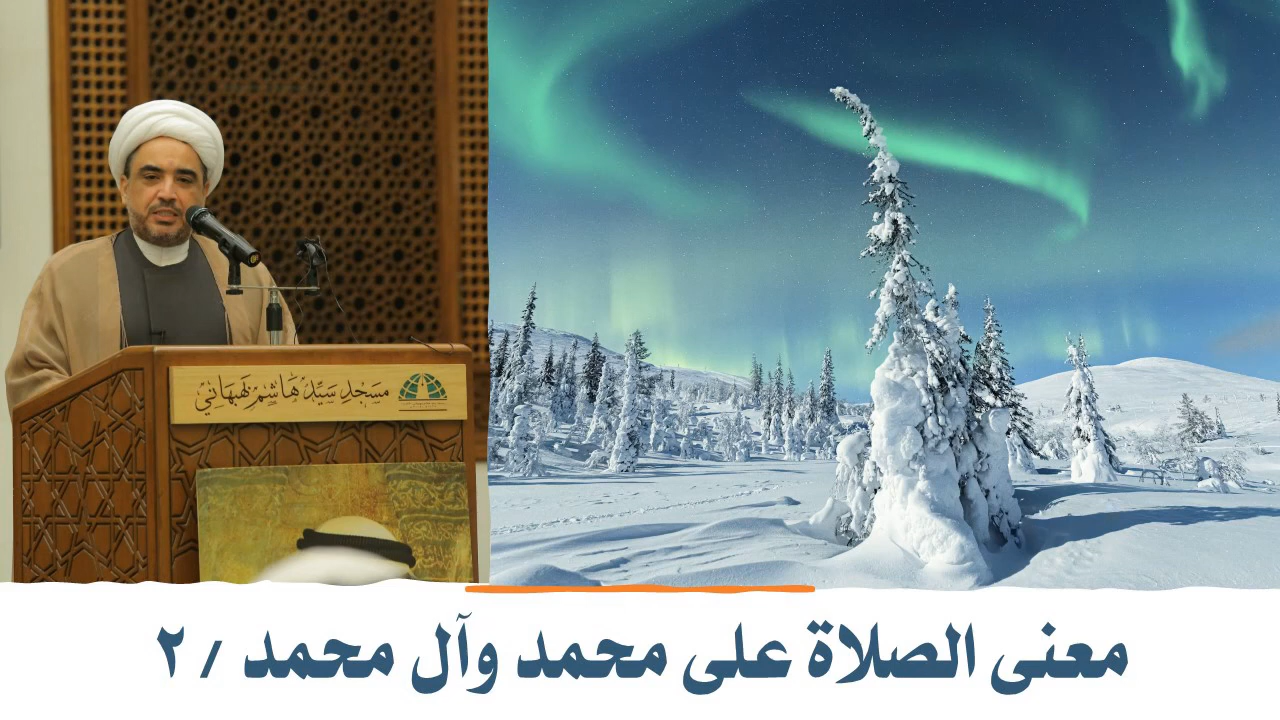 مسجد سيد هاشم بهبهاني
معنى الصلاة على محمد وآل محمد /٢